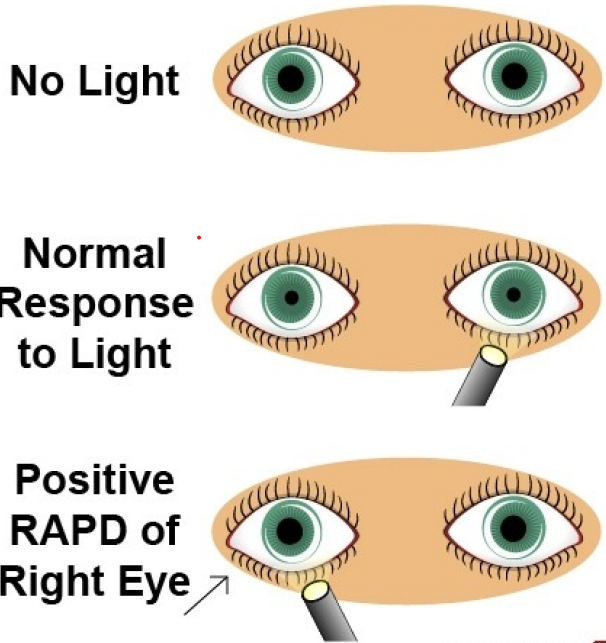 No Light
Normal
Response
to Light
Positive
RAPD of
Right Eye